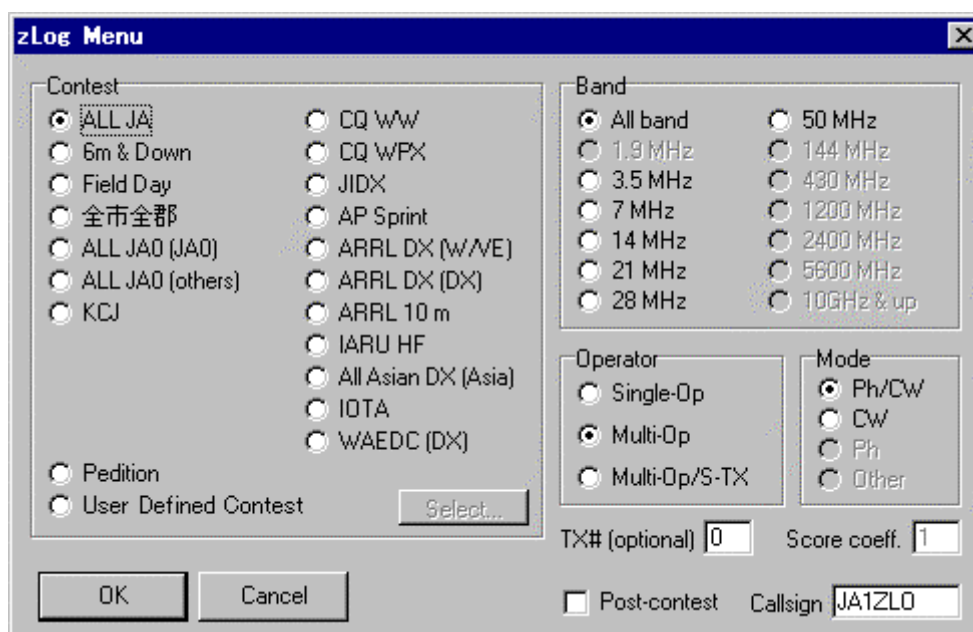 zLog Menu
Contest
ALL JA
6m & Down
Field Day
全市全郡
ALL JA0 (JA0)
ALL JA0 (others)
KCJ
CQ WW
CQ WPX
JIDX
AP Sprint
ARRL DX (W/VE)
ARRL DX (DX)
ARRL 10 m
IARU HF
All Asian DX (Asia)
IOTA
WAEDC (DX)
Pedition
User Defined Contest
Select...
Band
All band
1.9 MHz
3.5 MHz
7 MHz
14 MHz
21 MHz
28 MHz
50 MHz
144 MHz
430 MHz
1200 MHz
2400 MHz
5600 MHz
10GHz & up
Operator
Single-Op
Multi-Op
Multi-Op/S-TX
Mode
Ph/CW
CW
Ph
Other
TX# (optional) 0
Score coeff. 1
OK
Cancel
Post-contest
Callsign JA1ZLO